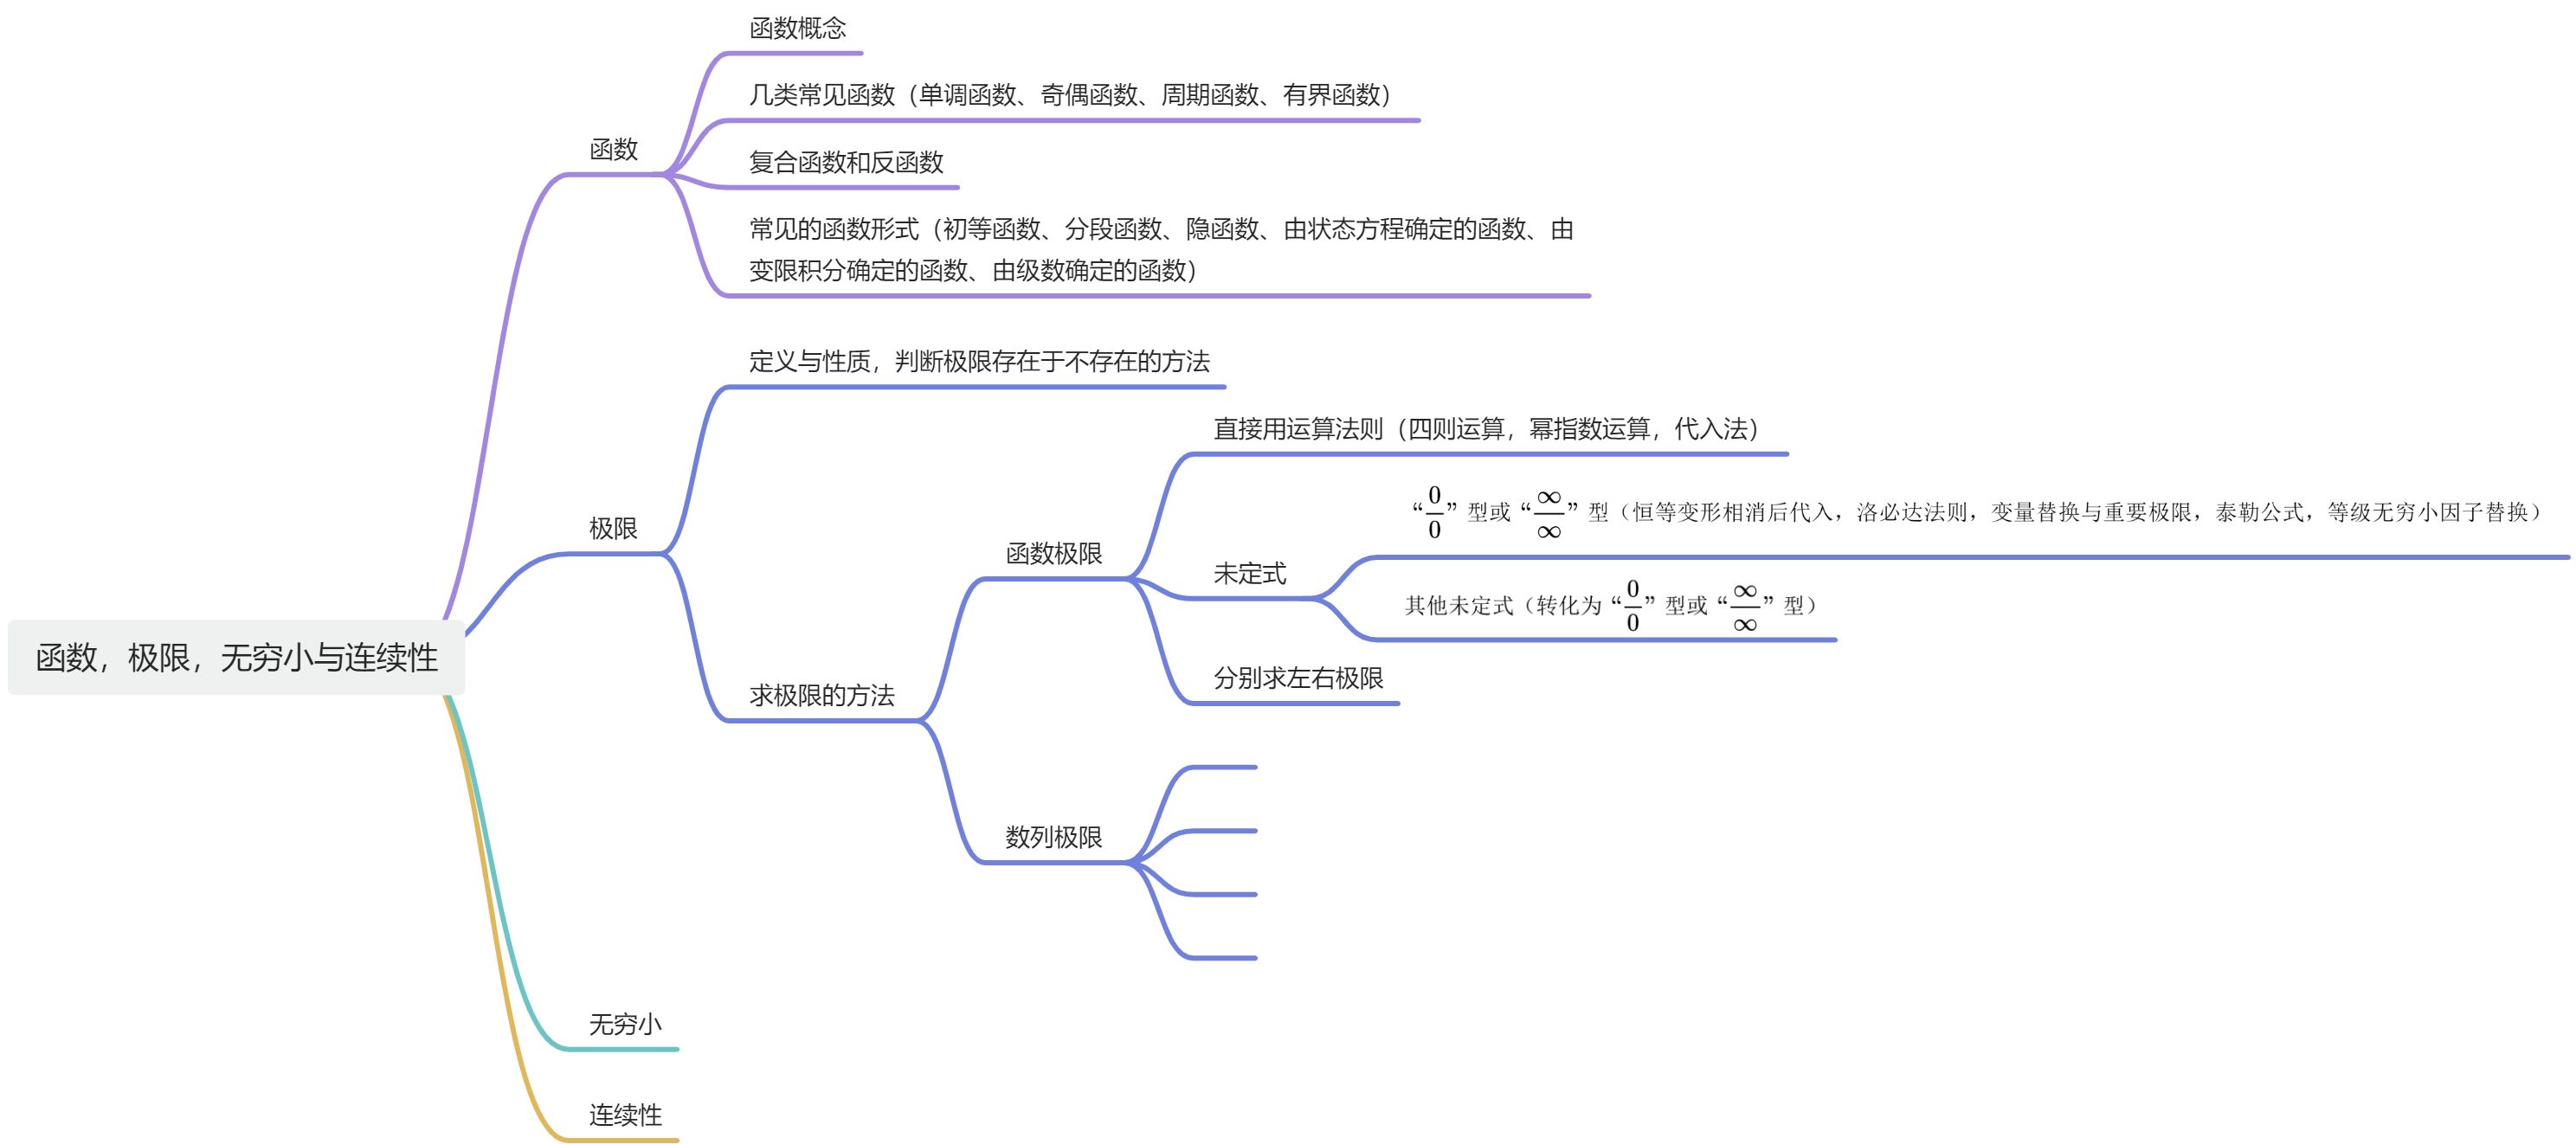 函数概念
几类常见函数（单调函数、奇偶函数、周期函数、有界函数）
函数
复合函数和反函数
常见的函数形式（初等函数、分段函数、隐函数、由状态方程确定的函数、由
变限积分确定的函数、由级数确定的函数）
定义与性质，判断极限存在于不存在的方法
直接用运算法则（四则运算，幂指数运算，代入法）
极限
“0/0” 型或 “∞/∞” 型（恒等变形相消后代入，洛必达法则，变量替换与重要极限，泰勒公式，等级无穷小因子替换）
函数极限
未定式
其他未定式（转化为 “0/0” 型或 “∞/∞” 型）
函数，极限，无穷小与连续性
分别求左右极限
求极限的方法
数列极限
无穷小
连续性